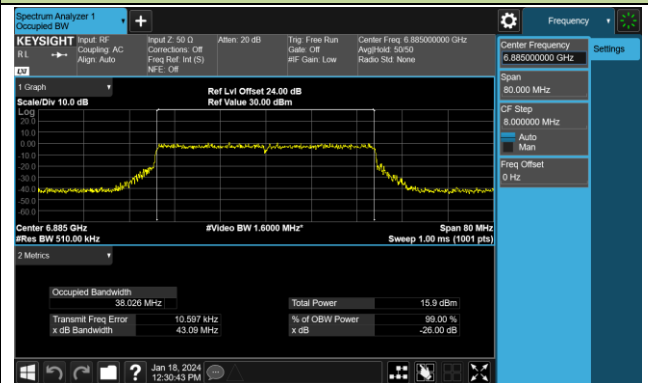 Spectrum Analyzer 1
Occupied BW
Frequency
KEYSIGHT
RL
Input: RF
Coupling: AC
Align: Auto
Input Z: 50 Ω
Corrections: Off
Freq Ref: Int (S)
NFE: Off
Atten: 20 dB
Trig: Free Run
Gate: Off
#IF Gain: Low
Center Freq: 6.885000000 GHz
Avg|Hold: 50/50
Radio Std: None
LXI
Center Frequency
6.885000000 GHz
Settings
Span
80.000 MHz
CF Step
8.000000 MHz
Auto
Man
Freq Offset
0 Hz
1 Graph
Scale/Div 10.0 dB
Ref Lvl Offset 24.00 dB
Ref Value 30.00 dBm
Log
20.0
10.0
0.00
-10.0
-20.0
-30.0
-40.0
-50.0
-60.0
Center 6.885 GHz
#Res BW 510.00 kHz
#Video BW 1.6000 MHz*
Span 80 MHz
Sweep 1.00 ms (1001 pts)
2 Metrics
Occupied Bandwidth
38.026 MHz
Total Power 15.9 dBm
Transmit Freq Error 10.597 kHz
% of OBW Power 99.00 %
x dB Bandwidth 43.09 MHz
x dB -26.00 dB
Jan 18, 2024
12:30:43 PM